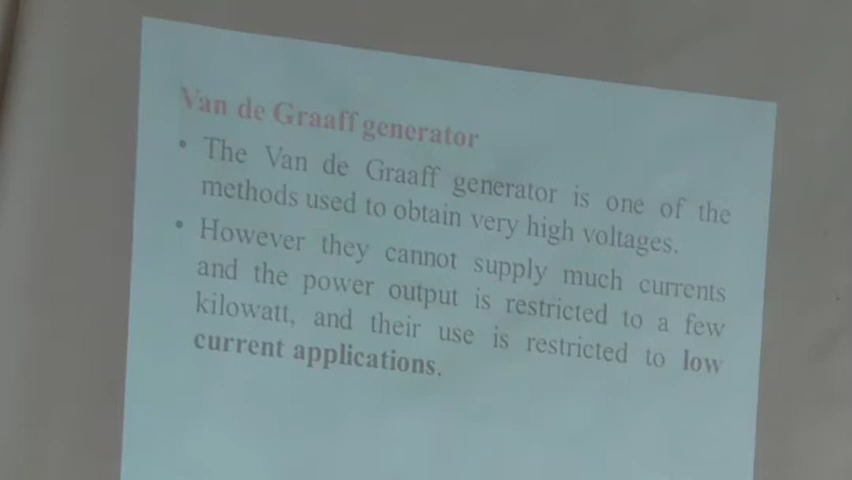 Van de Graaff generator
• The Van de Graaff generator is one of the
methods used to obtain very high voltages.
• However they cannot supply much currents
and the power output is restricted to a few
kilowatt, and their use is restricted to low
current applications.